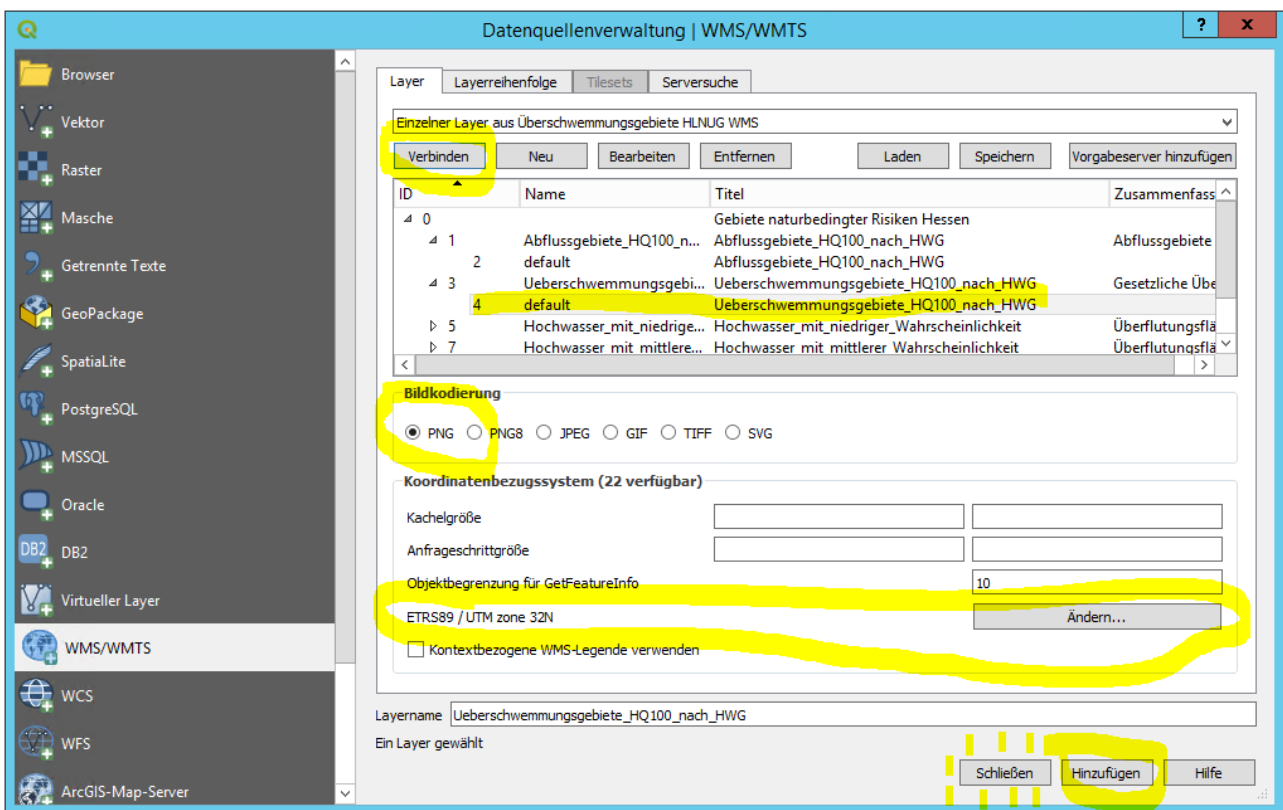 Datenquellenverwaltung | WMS/WMTS
?
x
Browser
Vektor
Raster
Masche
Getrennte Texte
GeoPackage
SpatiaLite
PostgreSQL
MSSQL
Oracle
DB2 DB2
Virtueller Layer
WMS/WMTS
WCS
WFS
ArcGIS-Map-Server
Layer Layerreihenfolge Tilesets Serversuche
Einzelner Layer aus Überschwemmungsgebiete HLNUG WMS
Verbinden Neu Bearbeiten Entfernen Laden Speichern Vorgabeserver hinzufügen
ID Name Titel Zusammenfass
0 Gebiete naturbedingter Risiken Hessen
1 Abflussgebiete_HQ100_n... Abflussgebiete_HQ100_nach_HWG Abflussgebiete
2 default Abflussgebiete_HQ100_nach_HWG
3 Ueberschwemmungsgebi... Ueberschwemmungsgebiete_HQ100_nach_HWG Gesetzliche Übe
4 default Ueberschwemmungsgebiete_HQ100_nach_HWG
5 Hochwasser_mit_niedrige... Hochwasser_mit_niedriger_Wahrscheinlichkeit Überflutungsflä
7 Hochwasser_mit_mittlere... Hochwasser_mit_mittlerer_Wahrscheinlichkeit Überflutungsflä
Bildkodierung
PNG PNG8 JPEG GIF TIFF SVG
Koordinatenbezugssystem (22 verfügbar)
Kachelgröße
Anfrageschrittgröße
Objektbegrenzung für GetFeatureInfo 10
ETRS89 / UTM zone 32N Ändern...
Kontextbezogene WMS-Legende verwenden
Layername Ueberschwemmungsgebiete_HQ100_nach_HWG
Ein Layer gewählt
Schließen Hinzufügen Hilfe